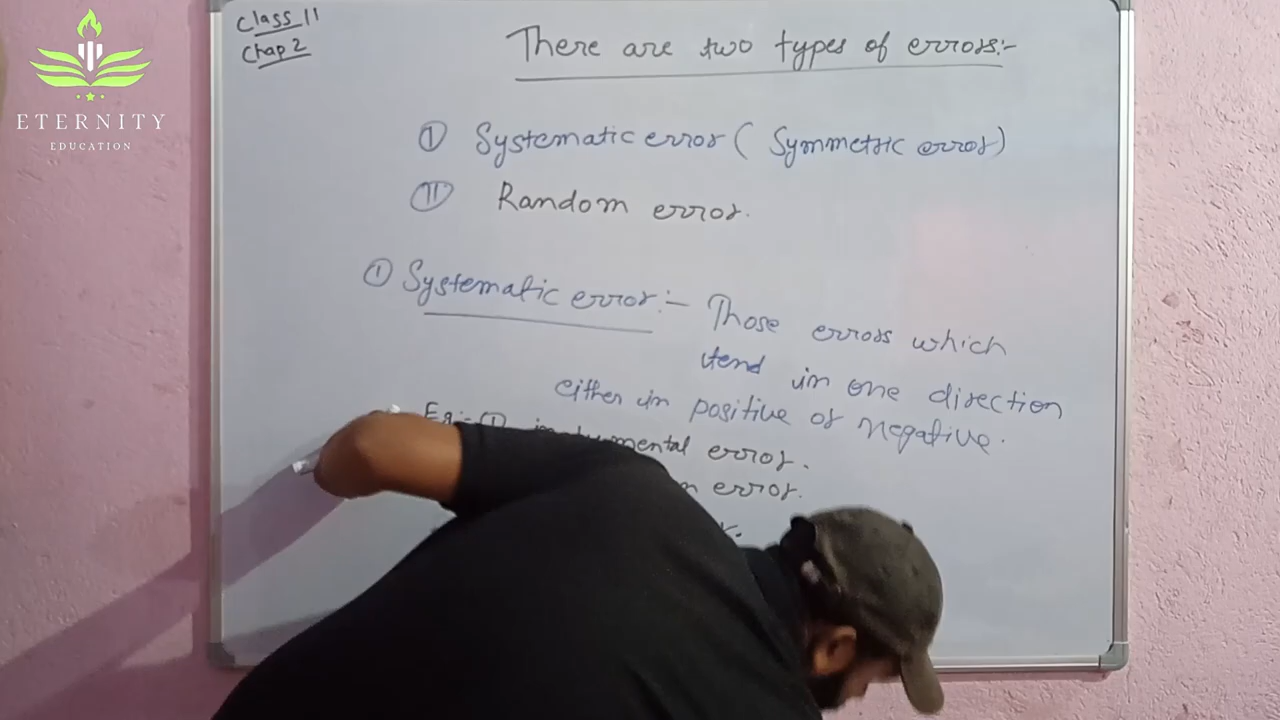 Class 11
Chap 2
ETERNITY
EDUCATION
There are two types of errors:-
I Systematic error ( Symmetric error)
II Random error.
I Systematic error :- Those errors which
tend in one direction
either in positive or negative.
Eg:- I error.
error.